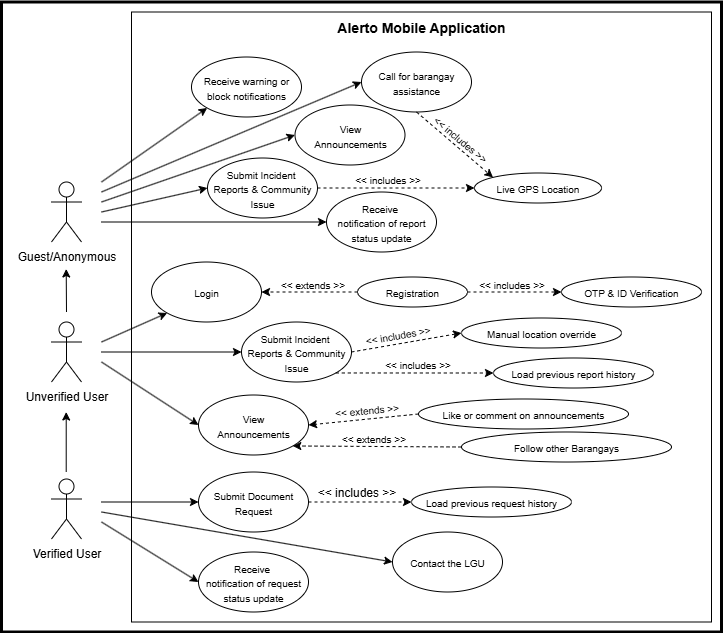 Alerto Mobile Application
Receive warning or
block notifications
Call for barangay
assistance
View
Announcements
<< includes >>
Submit Incident
Reports & Community
Issue
<< includes >>
Live GPS Location
Receive
notification of report
status update
Guest/Anonymous
Login
<< extends >>
Registration
<< includes >>
OTP & ID Verification
Submit Incident
Reports & Community
Issue
<< includes >>
Manual location override
<< includes >>
Load previous report history
Unverified User
View
Announcements
<< extends >>
Like or comment on announcements
<< extends >>
Follow other Barangays
Submit Document
Request
<< includes >>
Load previous request history
Verified User
Contact the LGU
Receive
notification of request
status update